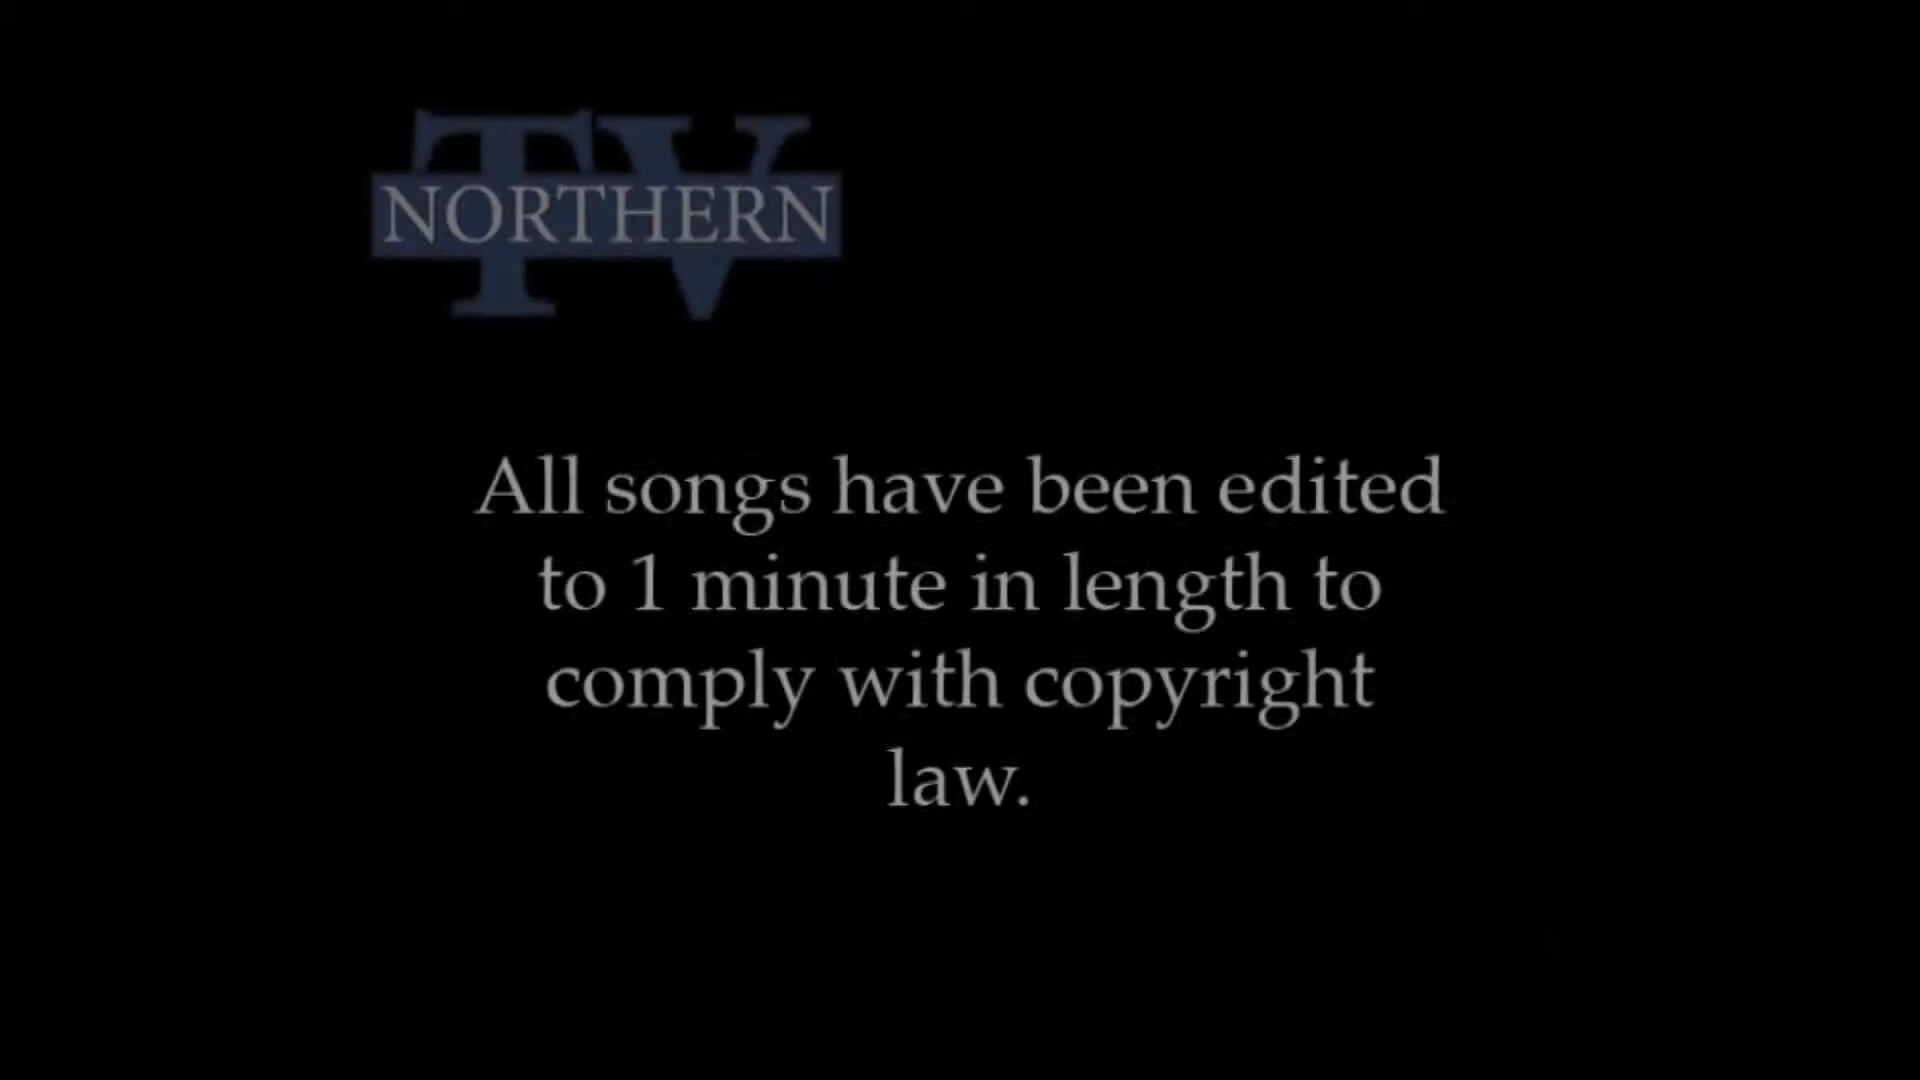 TV
NORTHERN
All songs have been edited
to 1 minute in length to
comply with copyright
law.